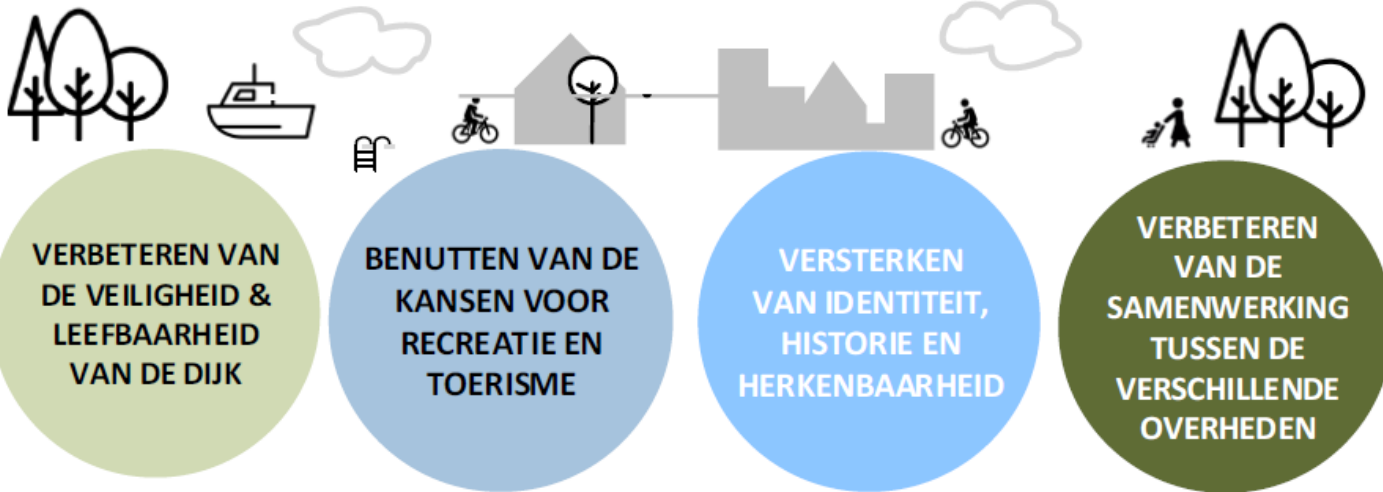 VERBETEREN VAN
DE VEILIGHEID &
LEEFBAARHEID
VAN DE DIJK
BENUTTEN VAN DE
KANSEN VOOR
RECREATIE EN
TOERISME
VERSTERKEN
VAN IDENTITEIT,
HISTORIE EN
HERKENBAARHEID
VERBETEREN
VAN DE
SAMENWERKING
TUSSEN DE
VERSCHILLENDE
OVERHEDEN